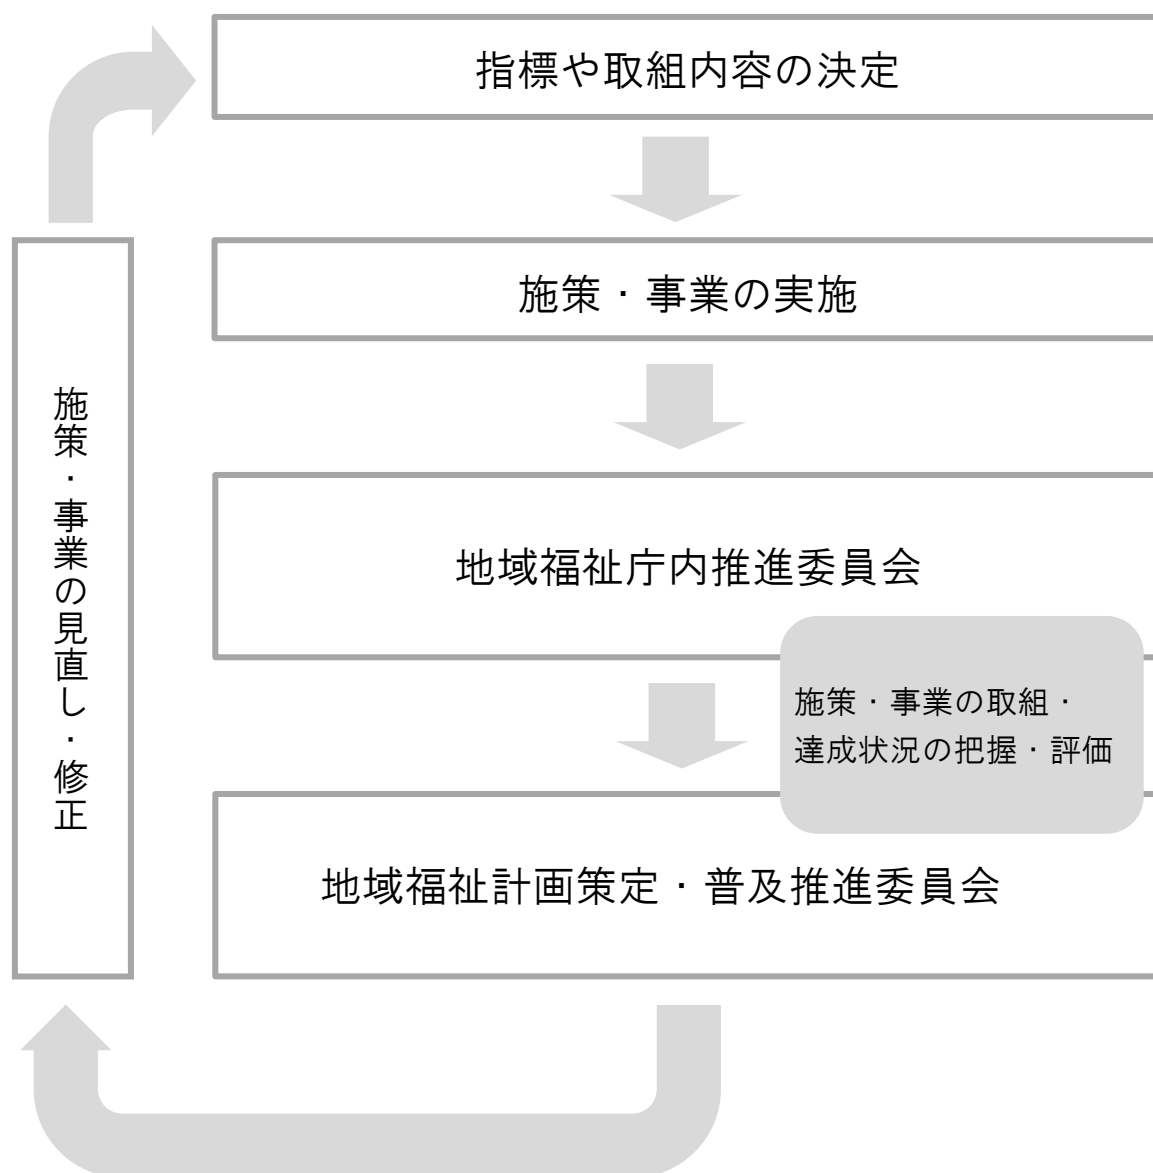 指標や取組内容の決定
施策・事業の実施
地域福祉庁内推進委員会
施策・事業の取組・
達成状況の把握・評価
地域福祉計画策定・普及推進委員会
施策・事業の見直し・修正